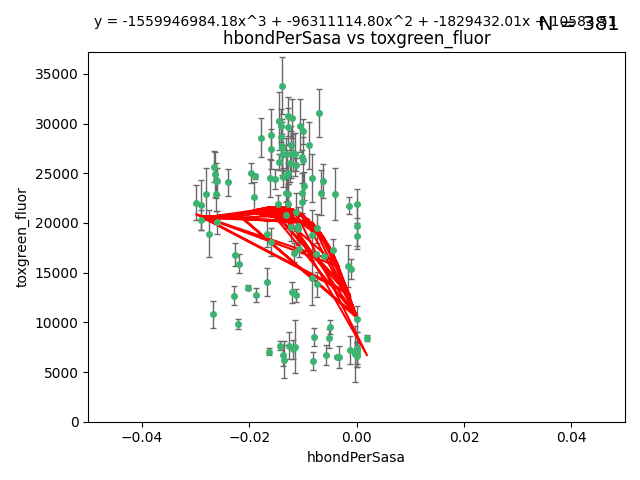 y = -1559946984.18x^3 + -96311114.80x^2 + -1829432.01x +
N = 381
hbondPerSasa vs toxgreen_fluor
35000
30000
25000
20000
15000
10000
5000
0
toxgreen_fluor
-0.04
-0.02
0.00
0.02
0.04
hbondPerSasa